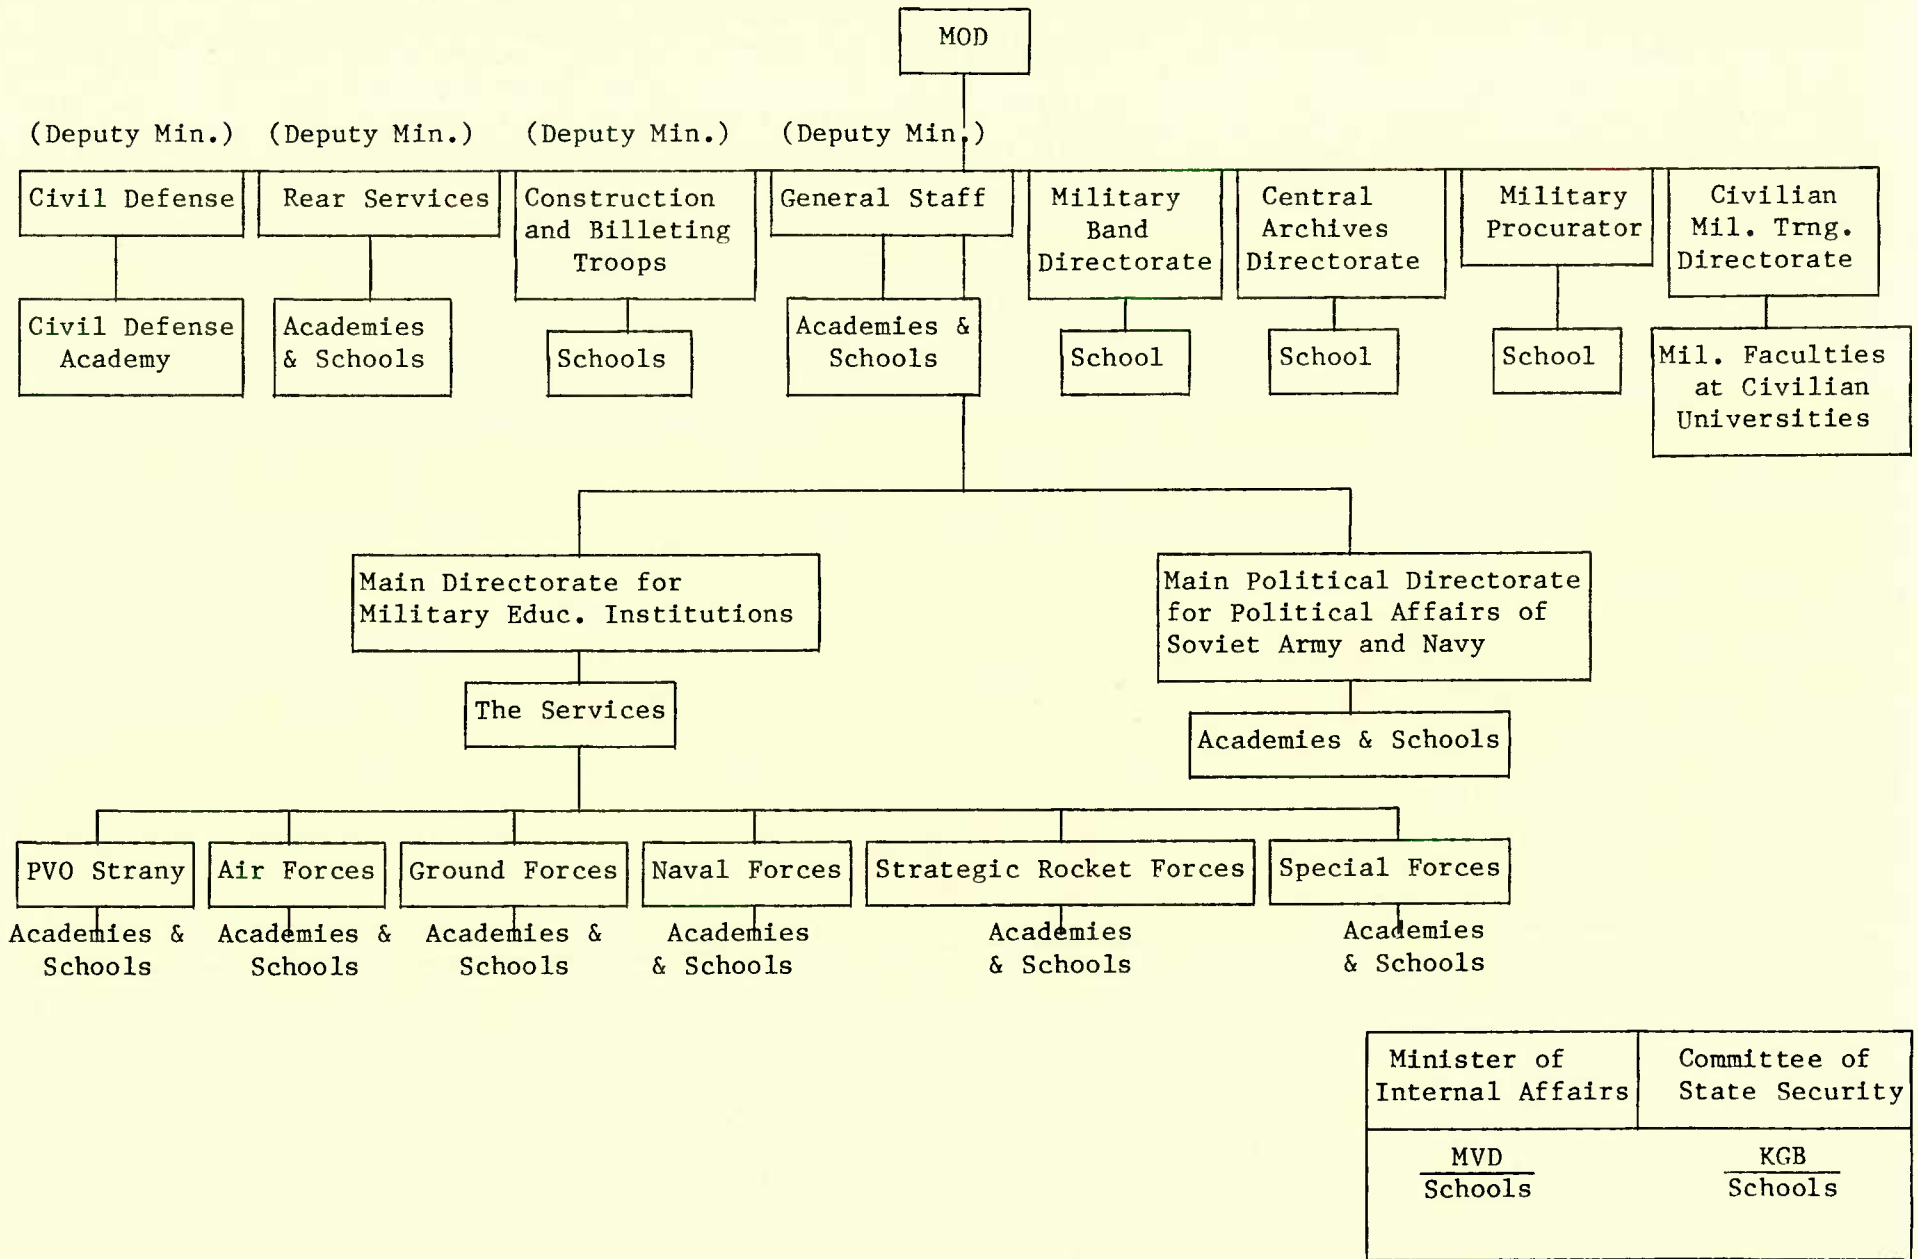 MOD
(Deputy Min.) (Deputy Min.) (Deputy Min.) (Deputy Min.)
Civil Defense
Rear Services
Construction
and Billeting
Troops
General Staff
Military
Band
Directorate
Central
Archives
Directorate
Military
Procurator
Civilian
Mil. Trng.
Directorate
Civil Defense
Academy
Academies
& Schools
Schools
Academies &
Schools
School
School
School
Mil. Faculties
at Civilian
Universities
Main Directorate for
Military Educ. Institutions
Main Political Directorate
for Political Affairs of
Soviet Army and Navy
The Services
Academies & Schools
PVO Strany
Air Forces
Ground Forces
Naval Forces
Strategic Rocket Forces
Special Forces
Academies &
Schools
Academies &
Schools
Academies &
Schools
Academies
& Schools
Academies
& Schools
Academies
& Schools
Minister of
Internal Affairs
Committee of
State Security
MVD
Schools
KGB
Schools